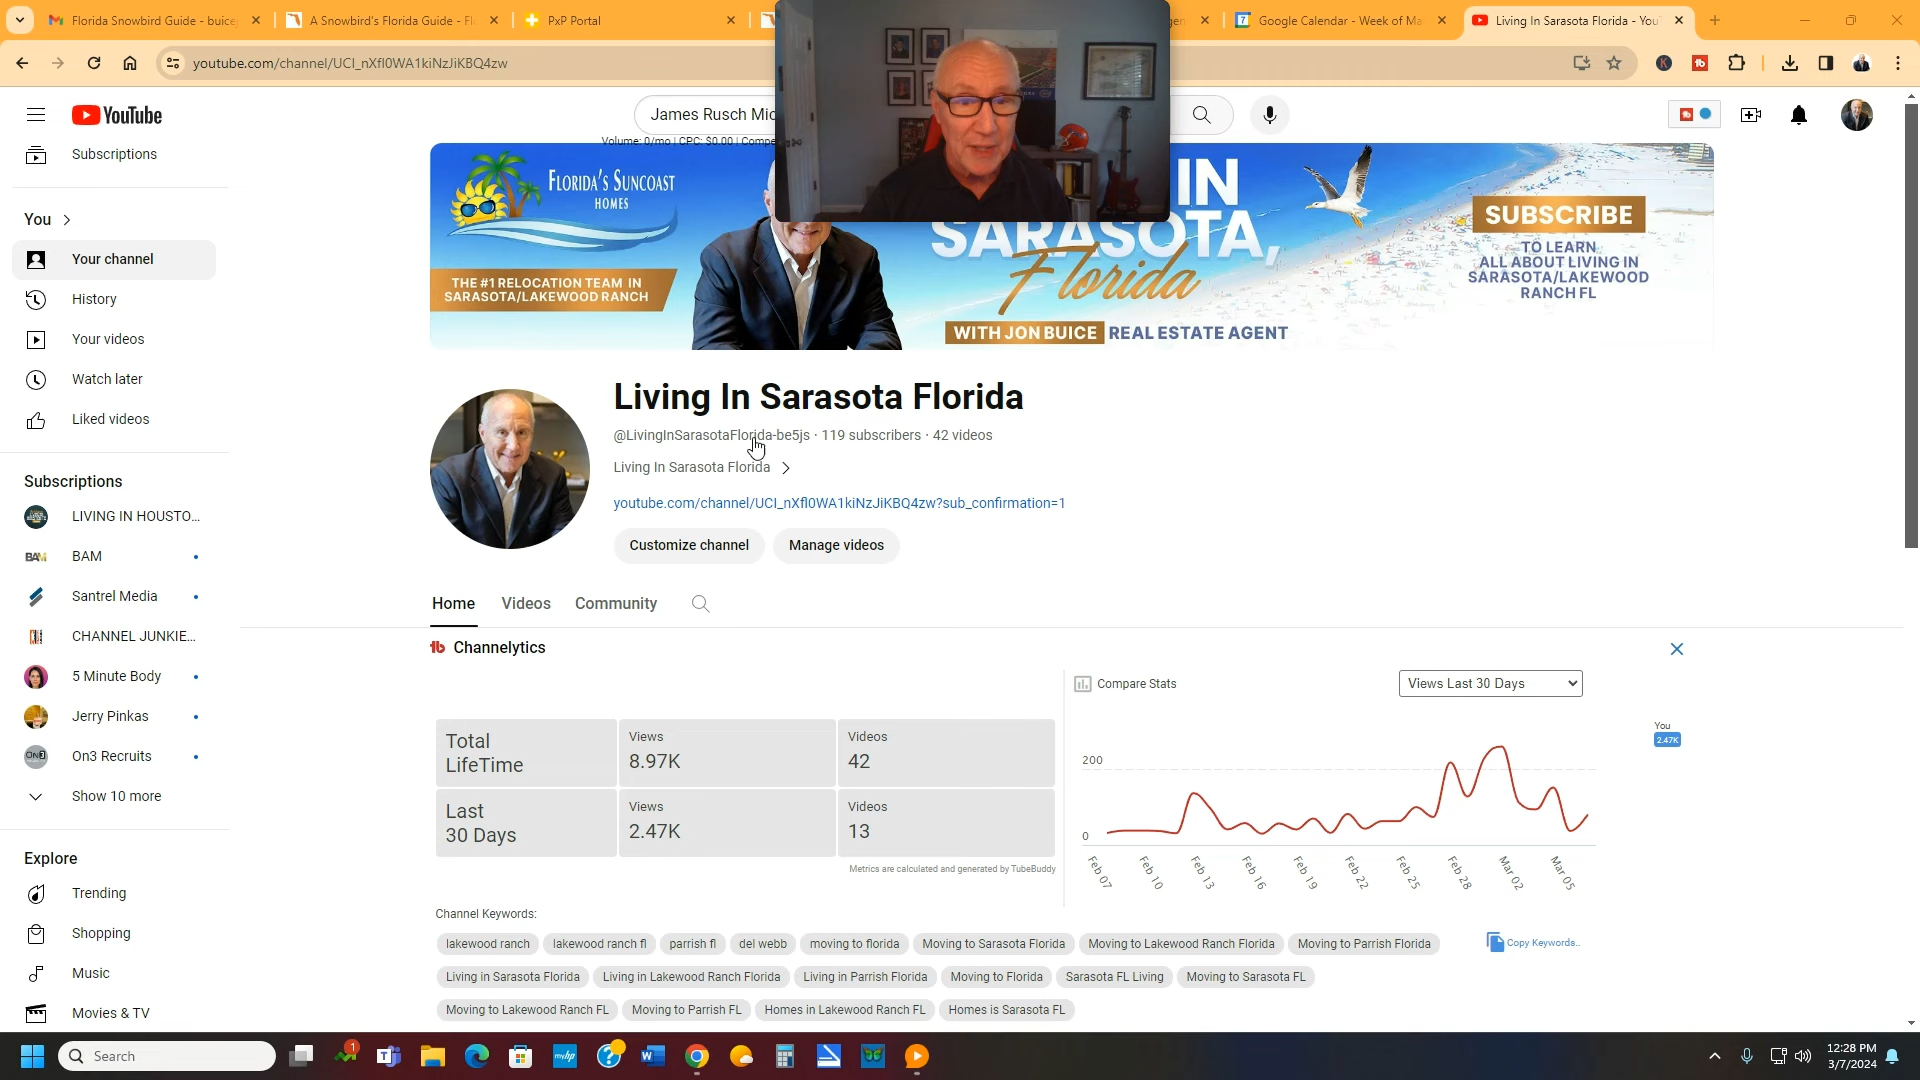 Florida Snowbird Guide - buice
A Snowbird's Florida Guide - Fl
PxP Portal
Google Calendar - Week of Ma
Living In Sarasota Florida - You
youtube.com/channel/UCI_nXfI0WA1kiNzJiKBQ4zw
YouTube
James Rusch Mic
Volume: 0/mo | CPC: $0.00 | Compe
Subscriptions
You
Your channel
History
Your videos
Watch later
Liked videos
Subscriptions
LIVING IN HOUSTO...
BAM
Santrel Media
CHANNEL JUNKIE...
5 Minute Body
Jerry Pinkas
On3 Recruits
Show 10 more
Explore
Trending
Shopping
Music
Movies & TV
FLORIDA'S SUNCOAST
HOMES
THE #1 RELOCATION TEAM IN
SARASOTA/LAKEWOOD RANCH
IN
SARASOTA,
Florida
WITH JON BUICE REAL ESTATE AGENT
SUBSCRIBE
TO LEARN
ALL ABOUT LIVING IN
SARASOTA/LAKEWOOD
RANCH FL
Living In Sarasota Florida
@LivingInSarasotaFlorida-be5js · 119 subscribers · 42 videos
Living In Sarasota Florida
youtube.com/channel/UCI_nXfI0WA1kiNzJiKBQ4zw?sub_confirmation=1
Customize channel
Manage videos
Home
Videos
Community
Channelytics
Compare Stats
Views Last 30 Days
Total
LifeTime
Views
8.97K
Videos
42
Last
30 Days
Views
2.47K
Videos
13
Metrics are calculated and generated by TubeBuddy
You
2.47K
200
0
Feb 07
Feb 10
Feb 13
Feb 16
Feb 19
Feb 22
Feb 25
Feb 28
Mar 02
Mar 05
Channel Keywords:
lakewood ranch
lakewood ranch fl
parrish fl
del webb
moving to florida
Moving to Sarasota Florida
Moving to Lakewood Ranch Florida
Moving to Parrish Florida
Copy Keywords..
Living in Sarasota Florida
Living in Lakewood Ranch Florida
Living in Parrish Florida
Moving to Florida
Sarasota FL Living
Moving to Sarasota FL
Moving to Lakewood Ranch FL
Moving to Parrish FL
Homes in Lakewood Ranch FL
Homes is Sarasota FL
Search
12:28 PM
3/7/2024